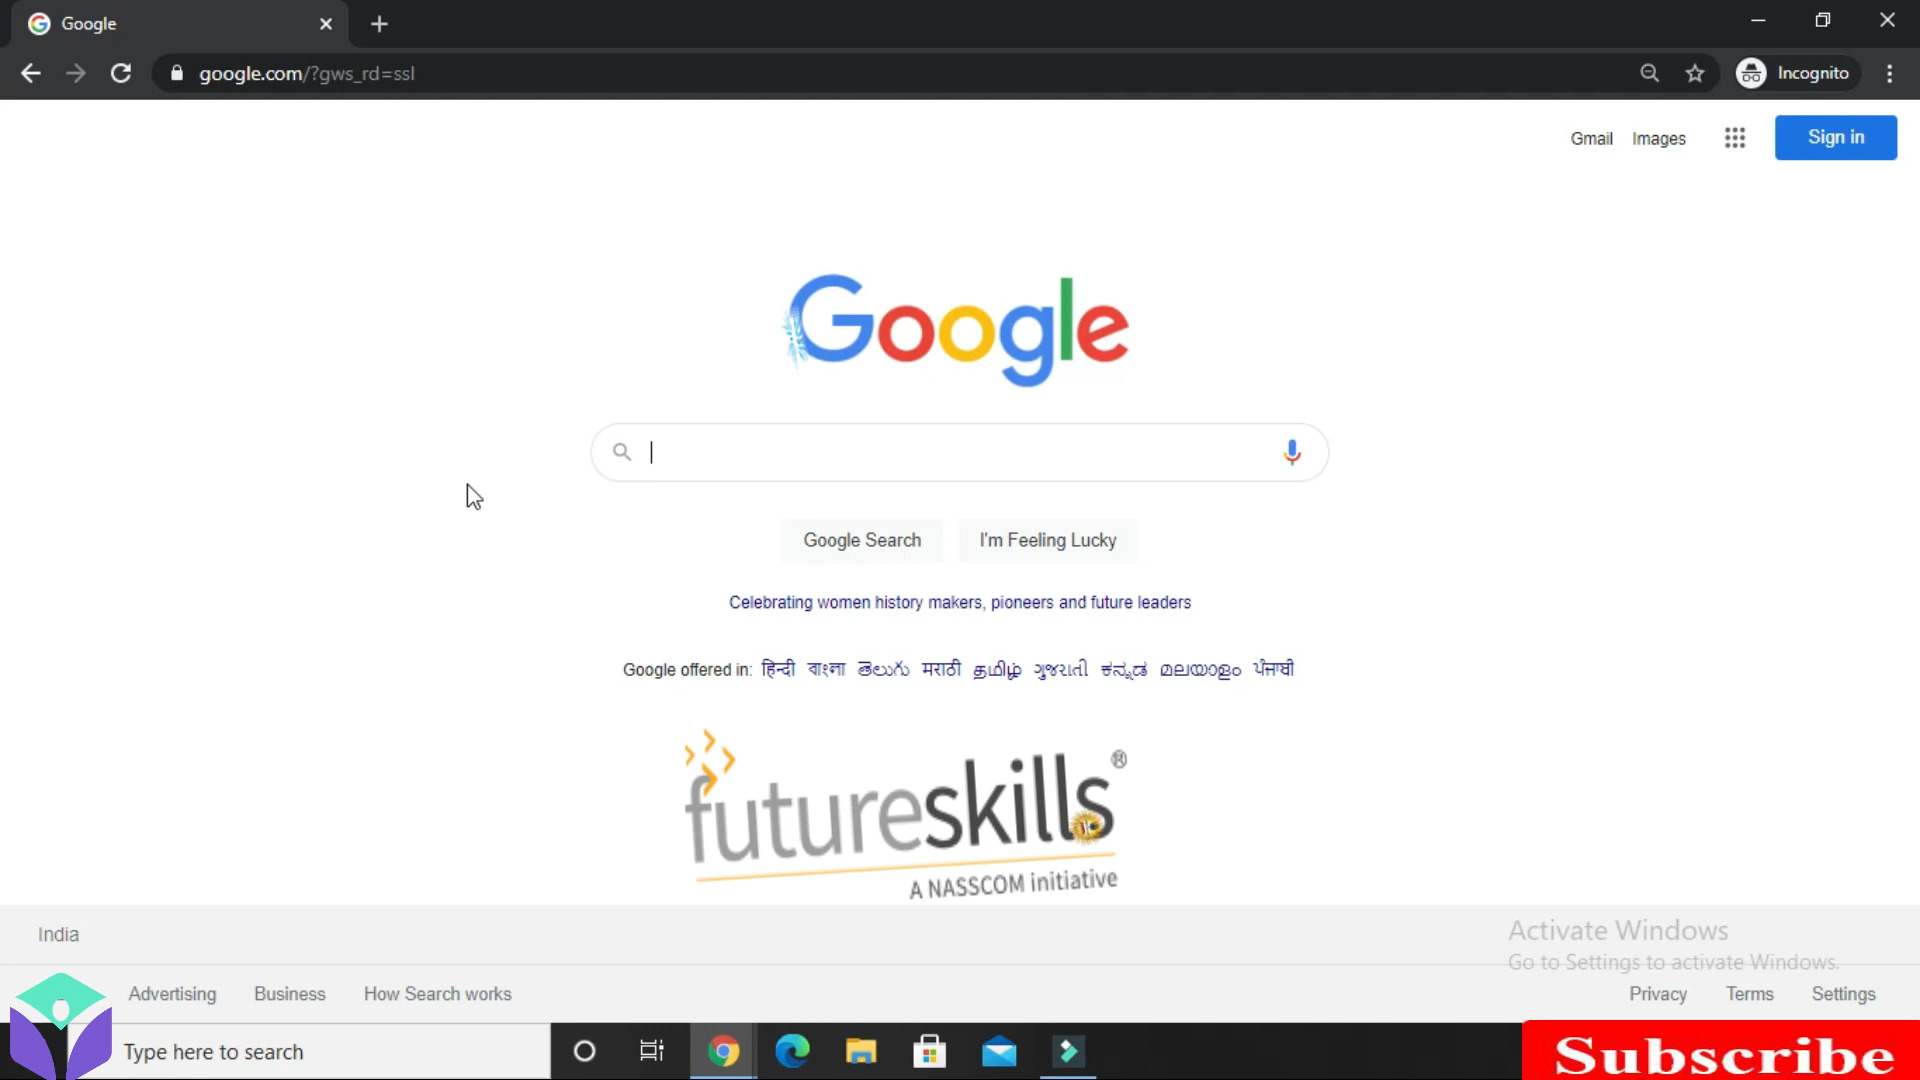 Google
google.com/?gws_rd=ssl
Incognito
Gmail Images
Sign in
Google
Google Search
I'm Feeling Lucky
Celebrating women history makers, pioneers and future leaders
Google offered in: हिन्दी বাংলা తెలుగు मराठी தமிழ் ગુજરાતી ಕನ್ನಡ മലയാളം ਪੰਜਾਬੀ
futureskills®
A NASSCOM initiative
India
Activate Windows
Go to Settings to activate Windows.
Advertising Business How Search works
Privacy Terms Settings
Type here to search
Subscribe